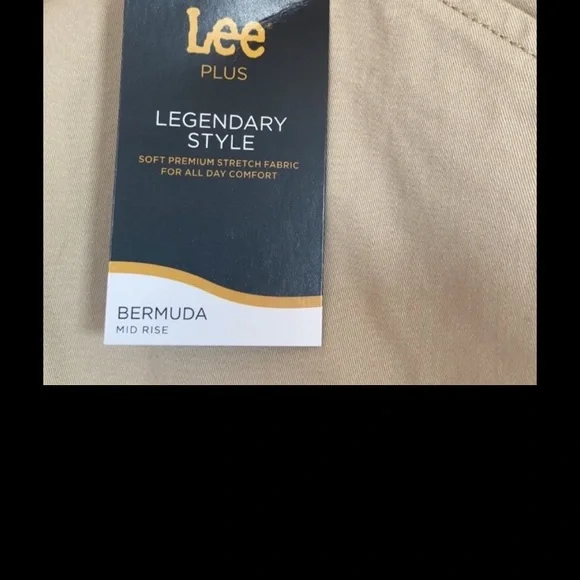 Lee
PLUS
LEGENDARY
STYLE
SOFT PREMIUM STRETCH FABRIC
FOR ALL DAY COMFORT
BERMUDA
MID RISE